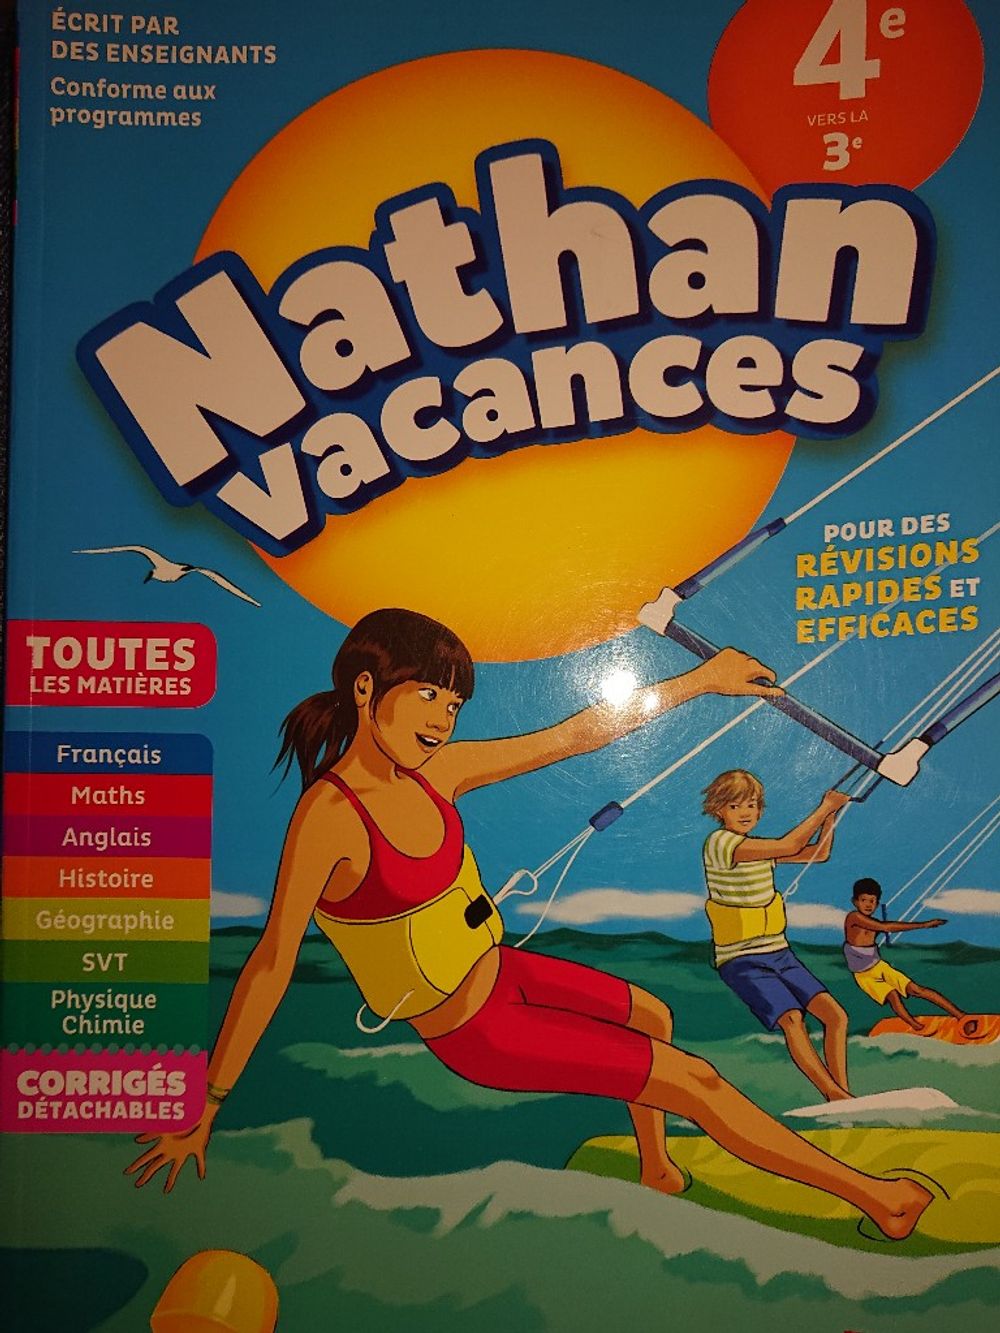 ÉCRIT PAR
DES ENSEIGNANTS
Conforme aux
programmes
4e
VERS LA
3e
Nathan
vacances
POUR DES
RÉVISIONS
RAPIDES ET
EFFICACES
TOUTES
LES MATIÈRES
Français
Maths
Anglais
Histoire
Géographie
SVT
Physique
Chimie
CORRIGÉS
DÉTACHABLES